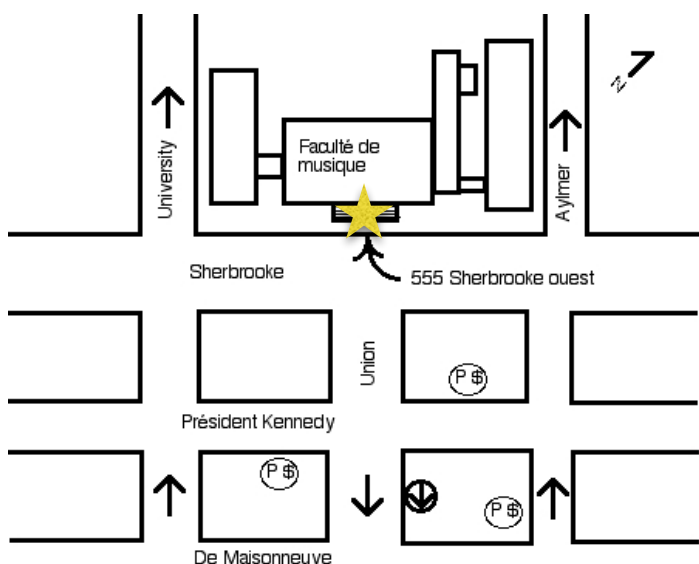 N
University
Faculté de
musique
Aylmer
Sherbrooke
555 Sherbrooke ouest
Union
P $
Président Kennedy
P $
P $
De Maisonneuve